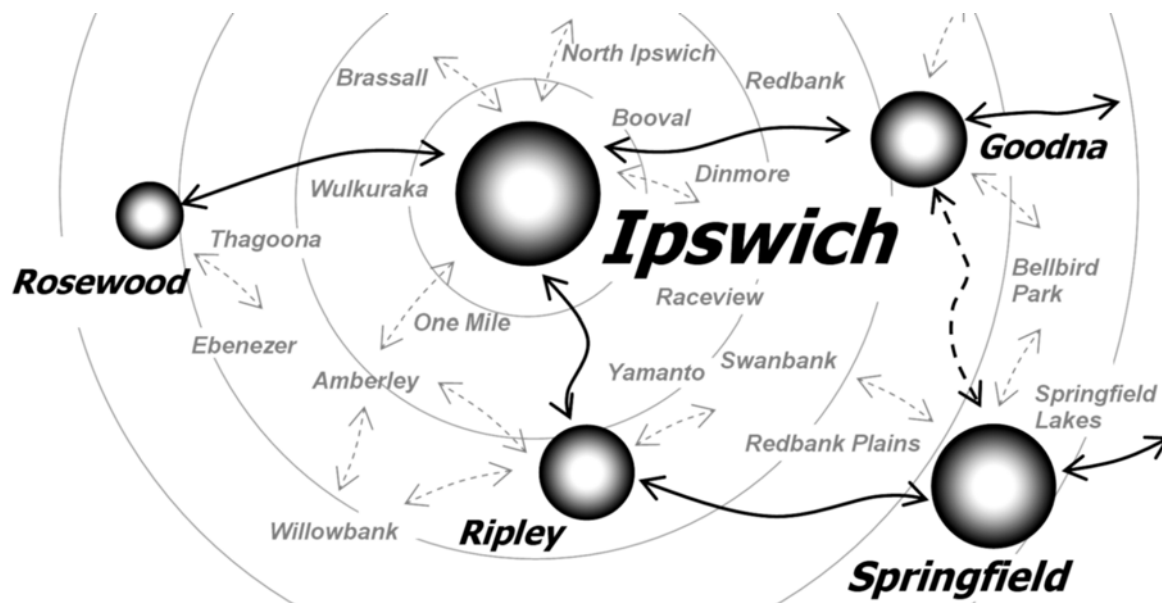 North Ipswich
Brassall
Redbank
Booval
Goodna
Dinmore
Wulkuraka
Ipswich
Thagoona
Rosewood
Bellbird
Park
Raceview
One Mile
Ebenezer
Swanbank
Yamanto
Amberley
Springfield
Lakes
Redbank Plains
Willowbank
Ripley
Springfield